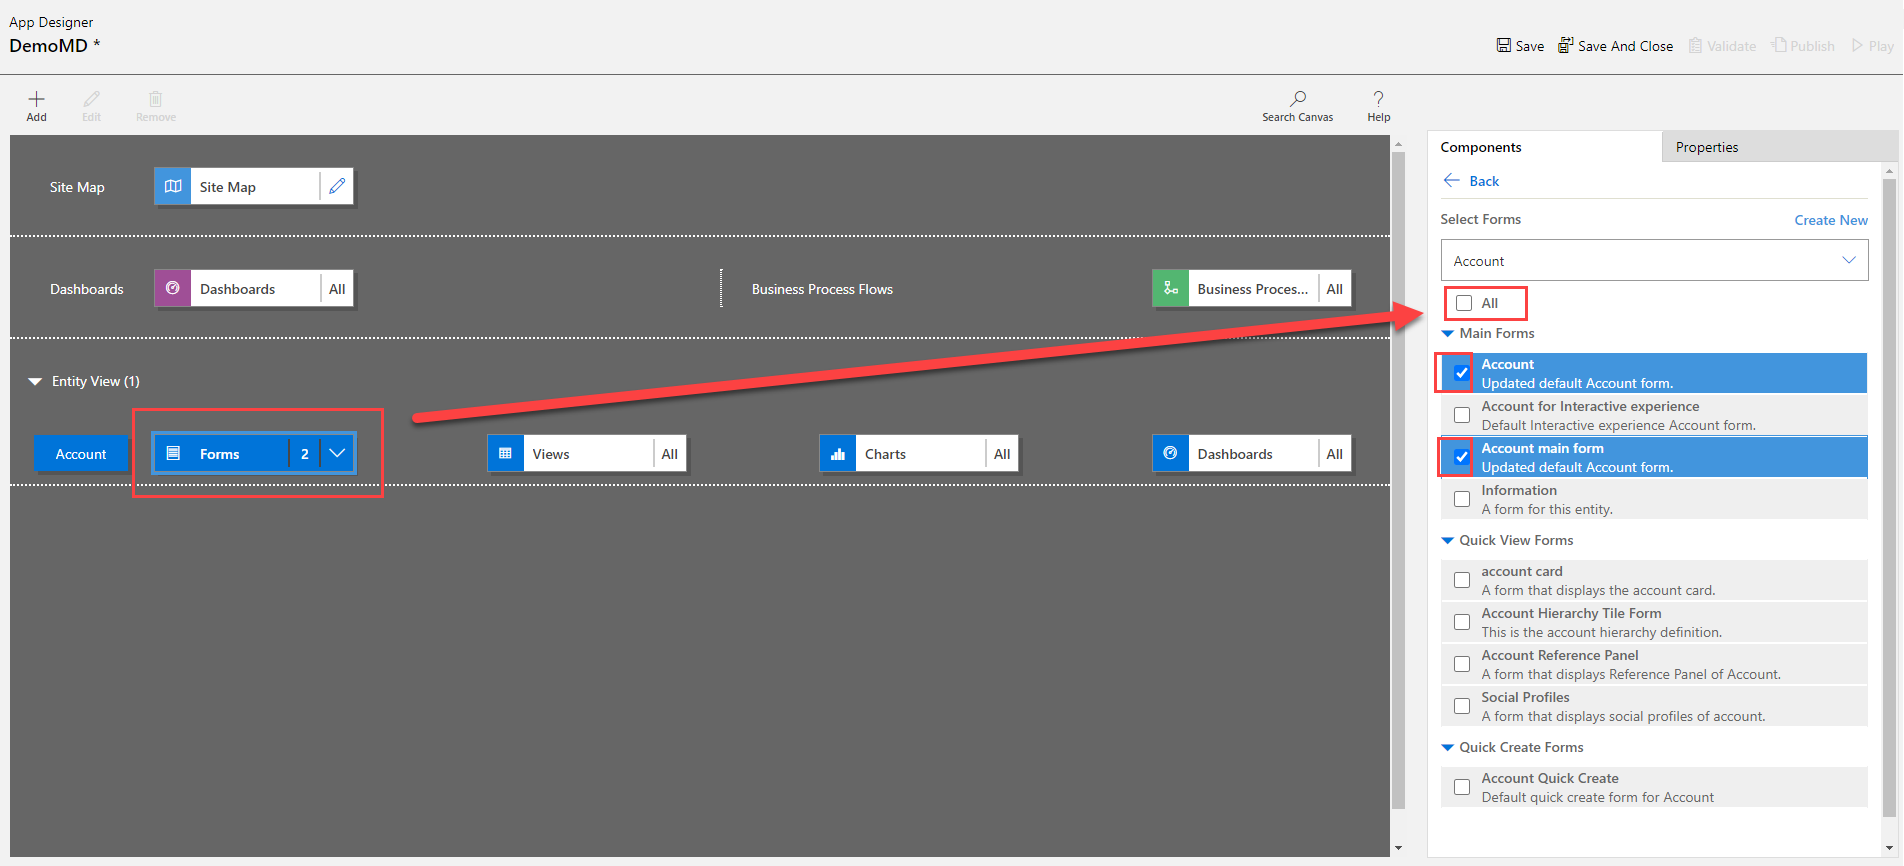 App Designer
DemoMD *
Save
Save And Close
Validate
Publish
Play
Add
Edit
Remove
Search Canvas
Help
Site Map
Site Map
Dashboards
Dashboards
All
Business Process Flows
Business Proces...
All
Entity View (1)
Account
Forms
2
Views
All
Charts
All
Dashboards
All
Components
Properties
Back
Select Forms
Create New
Account
All
Main Forms
Account
Updated default Account form.
Account for Interactive experience
Default Interactive experience Account form.
Account main form
Updated default Account form.
Information
A form for this entity.
Quick View Forms
account card
A form that displays the account card.
Account Hierarchy Tile Form
This is the account hierarchy definition.
Account Reference Panel
A form that displays Reference Panel of Account.
Social Profiles
A form that displays social profiles of account.
Quick Create Forms
Account Quick Create
Default quick create form for Account